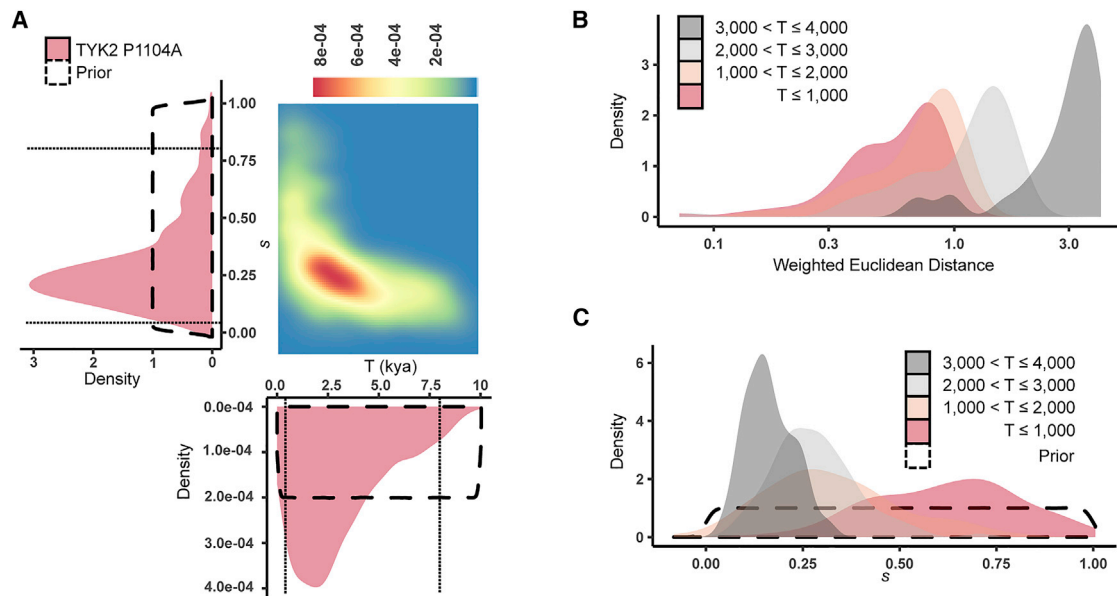 A
TYK2 P1104A
Prior
8e-04
6e-04
4e-04
2e-04
1.00
0.75
0.50
0.25
0.00
s
3
2
1
0
Density
T (kya)
0.0
2.5
5.0
7.5
10
0.0e-04
1.0e-04
2.0e-04
3.0e-04
4.0e-04
Density
B
3,000 < T ≤ 4,000
2,000 < T ≤ 3,000
1,000 < T ≤ 2,000
T ≤ 1,000
Density
3
2
1
0
0.1
0.3
1.0
3.0
Weighted Euclidean Distance
C
3,000 < T ≤ 4,000
2,000 < T ≤ 3,000
1,000 < T ≤ 2,000
T ≤ 1,000
Prior
Density
6
4
2
0
0.00
0.25
0.50
0.75
1.00
s